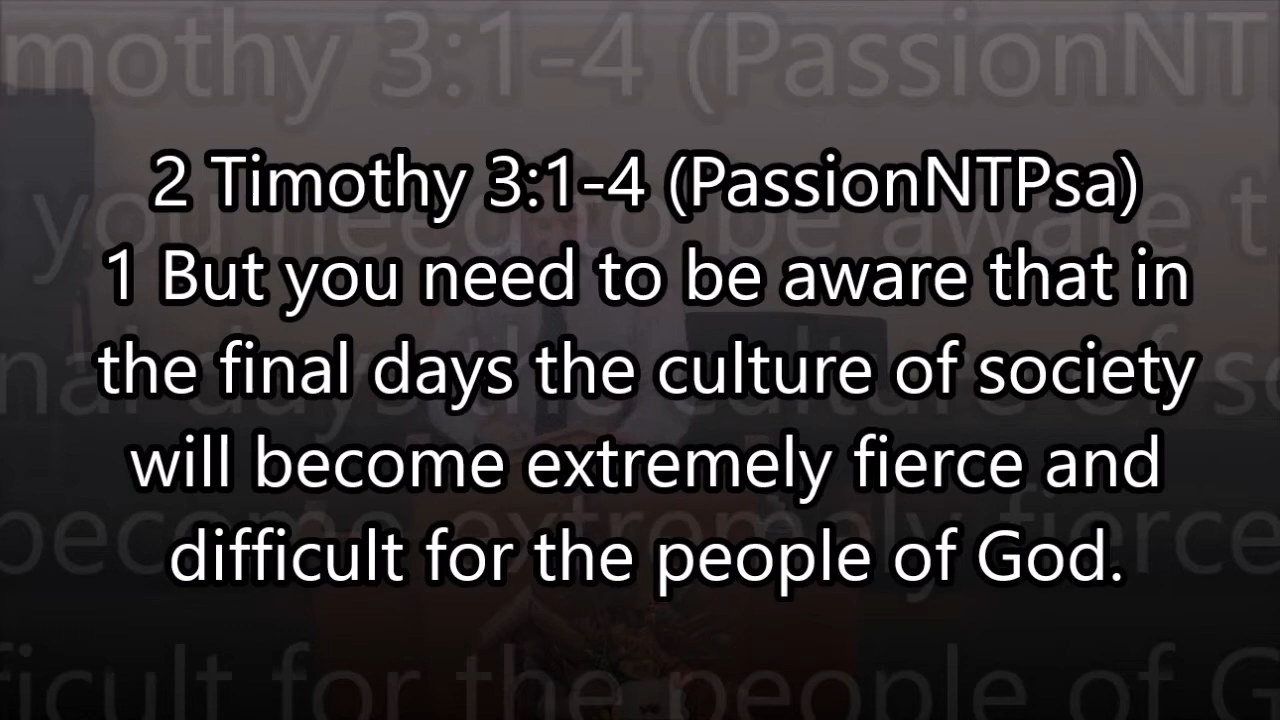 2 Timothy 3:1-4 (PassionNTPsa)
1 But you need to be aware that in
the final days the culture of society
will become extremely fierce and
difficult for the people of God.